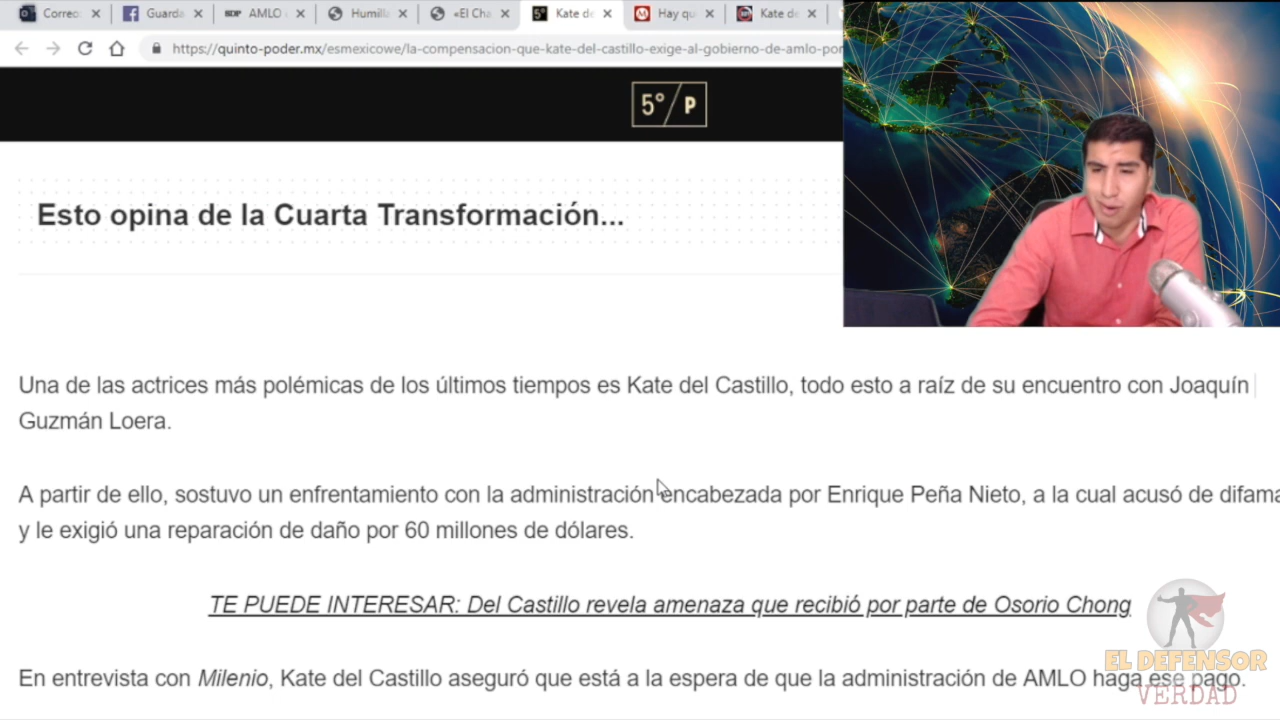 Correo:
Guarda
SDP AMLO
Humilla
«El Cha
5° Kate de
Hay qu
Kate de
https://quinto-poder.mx/esmexicowe/la-compensacion-que-kate-del-castillo-exige-al-gobierno-de-amlo-por
5°/P
Esto opina de la Cuarta Transformación...
Una de las actrices más polémicas de los últimos tiempos es Kate del Castillo, todo esto a raíz de su encuentro con Joaquín
Guzmán Loera.
A partir de ello, sostuvo un enfrentamiento con la administración encabezada por Enrique Peña Nieto, a la cual acusó de difama
y le exigió una reparación de daño por 60 millones de dólares.
TE PUEDE INTERESAR: Del Castillo revela amenaza que recibió por parte de Osorio Chong
En entrevista con Milenio, Kate del Castillo aseguró que está a la espera de que la administración de AMLO haga ese pago.
EL DEFENSOR
VERDAD